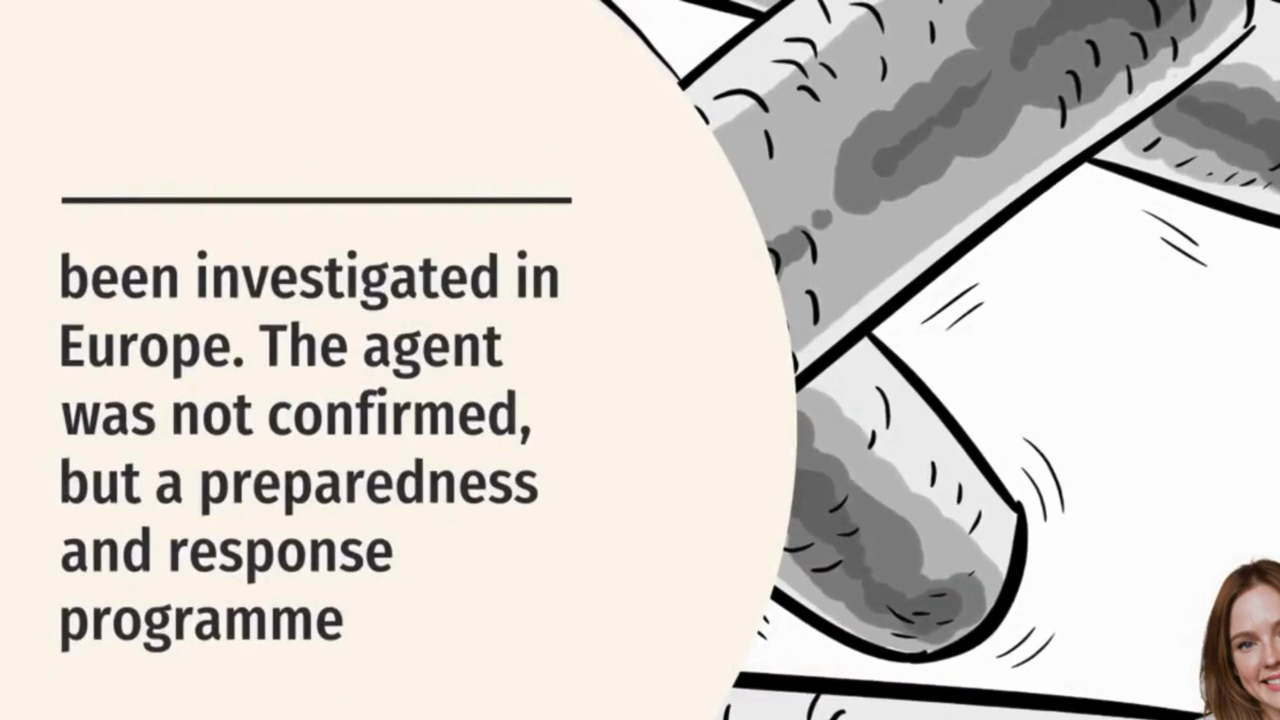 been investigated in
Europe. The agent
was not confirmed,
but a preparedness
and response
programme